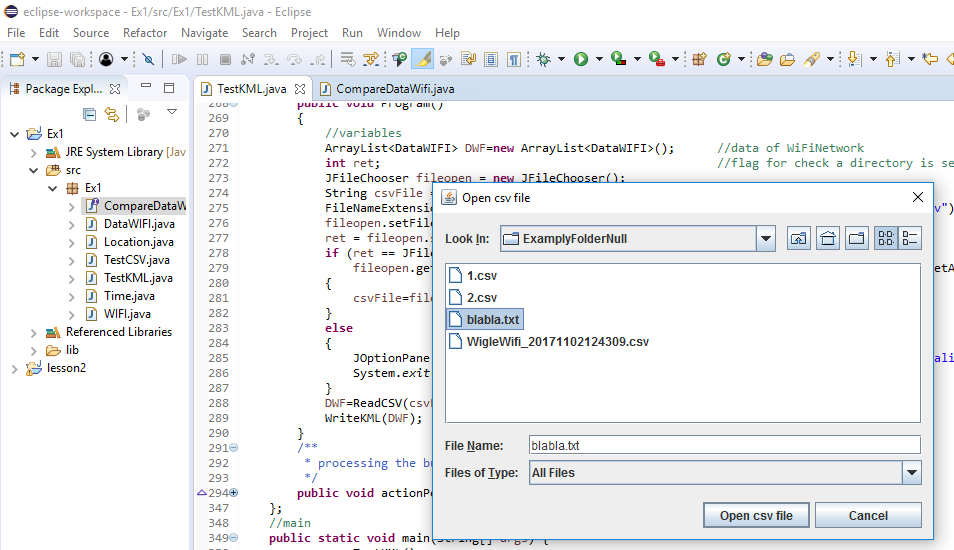 eclipse-workspace - Ex1/src/Ex1/TestKML.java - Eclipse
File Edit Source Refactor Navigate Search Project Run Window Help
Package Expl...
TestKML.java
CompareDataWifi.java
Ex1
JRE System Library [Jav
src
Ex1
CompareDataW
DataWIFI.java
Location.java
TestCSV.java
TestKML.java
Time.java
WIFI.java
Referenced Libraries
lib
lesson2
268 public void Program()
269 {
270 //variables
271 ArrayList<DataWIFI> DWF=new ArrayList<DataWIFI>(); //data of WiFiNetwork
272 int ret; //flag for check a directory is se
273 JFileChooser fileopen = new JFileChooser();
274 String csvFile =
275 FileNameExtensio v")
276 fileopen.setFil
277 ret = fileopen.s
278 if (ret == JFile
279 fileopen.get etA
280 {
281 csvFile=file
282 }
283 else
284 {
285 JOptionPane ali
286 System.exit
287 }
288 DWF=ReadCSV(csv
289 WriteKML(DWF);
290 }
291 /**
292 * processing the bu
293 */
294 public void actionPe
347 };
348 //main
349 public static void main(String[] args) {
TestKML()
Open csv file
Look In: ExamplyFolderNull
1.csv
2.csv
blabla.txt
WigleWifi_20171102124309.csv
File Name: blabla.txt
Files of Type: All Files
Open csv file Cancel